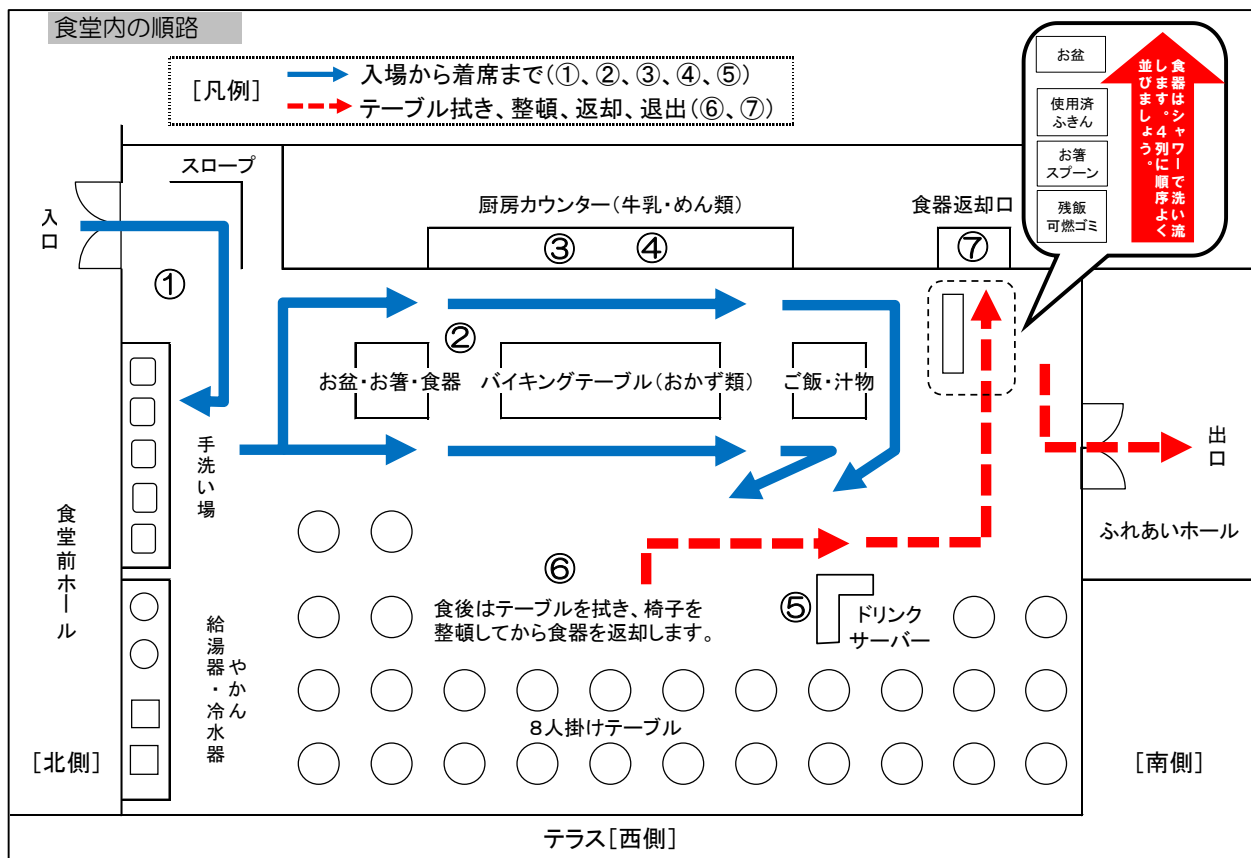 食堂内の順路
[凡例]
入場から着席まで(①、②、③、④、⑤)
テーブル拭き、整頓、返却、退出(⑥、⑦)
お盆
使用済
ふきん
お箸
スプーン
残飯
可燃ゴミ
食器はシャワーで洗い流
します。4列に順序よく
並びましょう。
スロープ
入口
厨房カウンター(牛乳・めん類)
食器返却口
③
④
⑦
①
②
お盆・お箸・食器
バイキングテーブル(おかず類)
ご飯・汁物
手洗い場
出口
ふれあいホール
食堂前ホール
⑥
食後はテーブルを拭き、椅子を
整頓してから食器を返却します。
⑤
ドリンク
サーバー
やかん
給湯器・冷水器
8人掛けテーブル
[北側]
[南側]
テラス[西側]